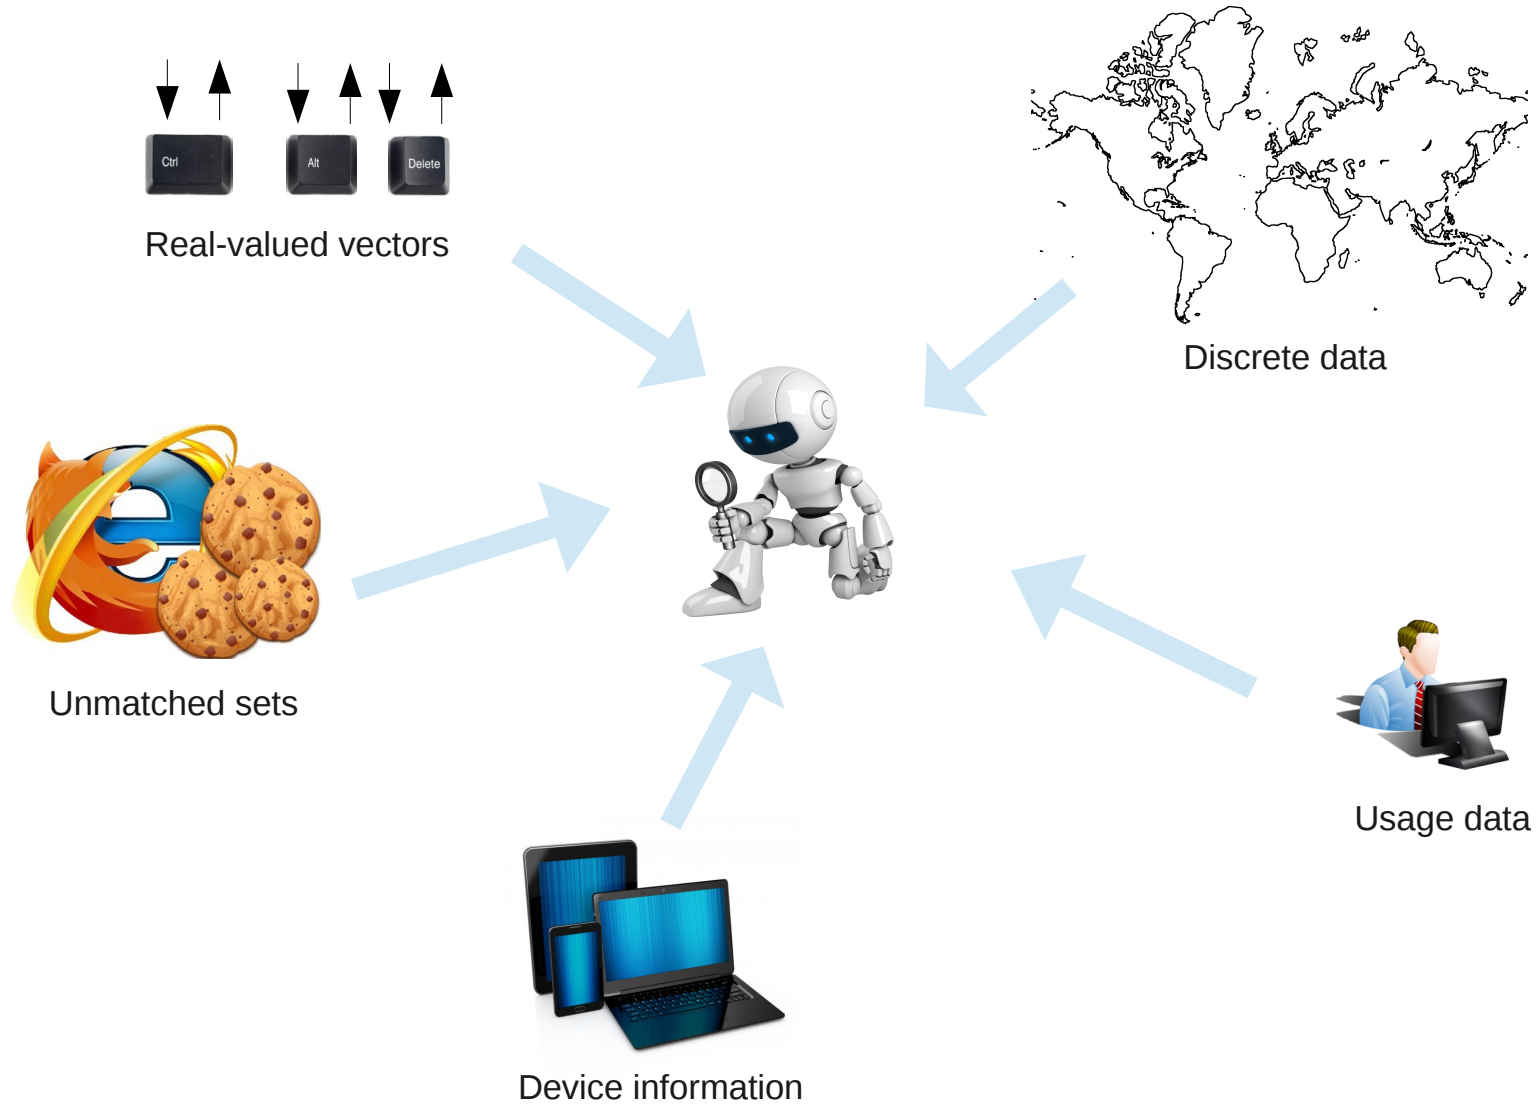 Ctrl
Alt
Delete
Real-valued vectors
Discrete data
Unmatched sets
Usage data
Device information